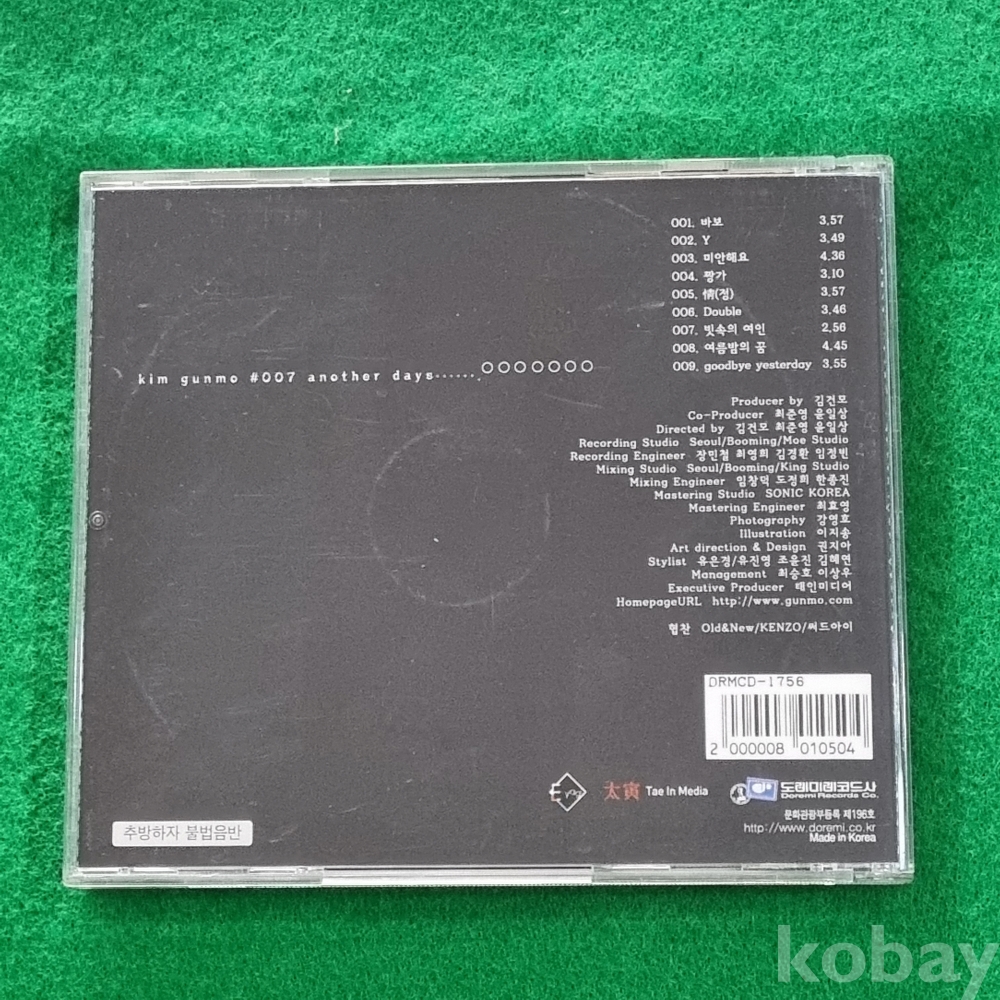 001. 바보 3.57
002. Y 3.49
003. 미안해요 4.36
004. 짱가 3.10
005. 情(정) 3.57
006. Double 3.46
007. 빗속의 여인 2.56
008. 여름밤의 꿈 4.45
009. goodbye yesterday 3.55
kim gunmo #007 another days...... OOOOOOO
Producer by 김건모
Co-Producer 최준영 윤일상
Directed by 김건모 최준영 윤일상
Recording Studio Seoul/Booming/Moe Studio
Recording Engineer 장민철 최영희 김경환 임정빈
Mixing Studio Seoul/Booming/King Studio
Mixing Engineer 임창덕 도정희 한종진
Mastering Studio SONIC KOREA
Mastering Engineer 최효영
Photography 강영호
Illustration 이지송
Art direction & Design 권지아
Stylist 유은경/유진영 조윤진 김혜연
Management 최승호 이상우
Executive Producer 태인미디어
HomepageURL http://www.gunmo.com
협찬 Old&New/KENZO/써드아이
DRMCD-1756
2 000008 010504
太寅 Tae In Media
도레미레코드사
Doremi Records Co.
문화관광부등록 제196호
http://www.doremi.co.kr
Made in Korea
추방하자 불법음반
kobay